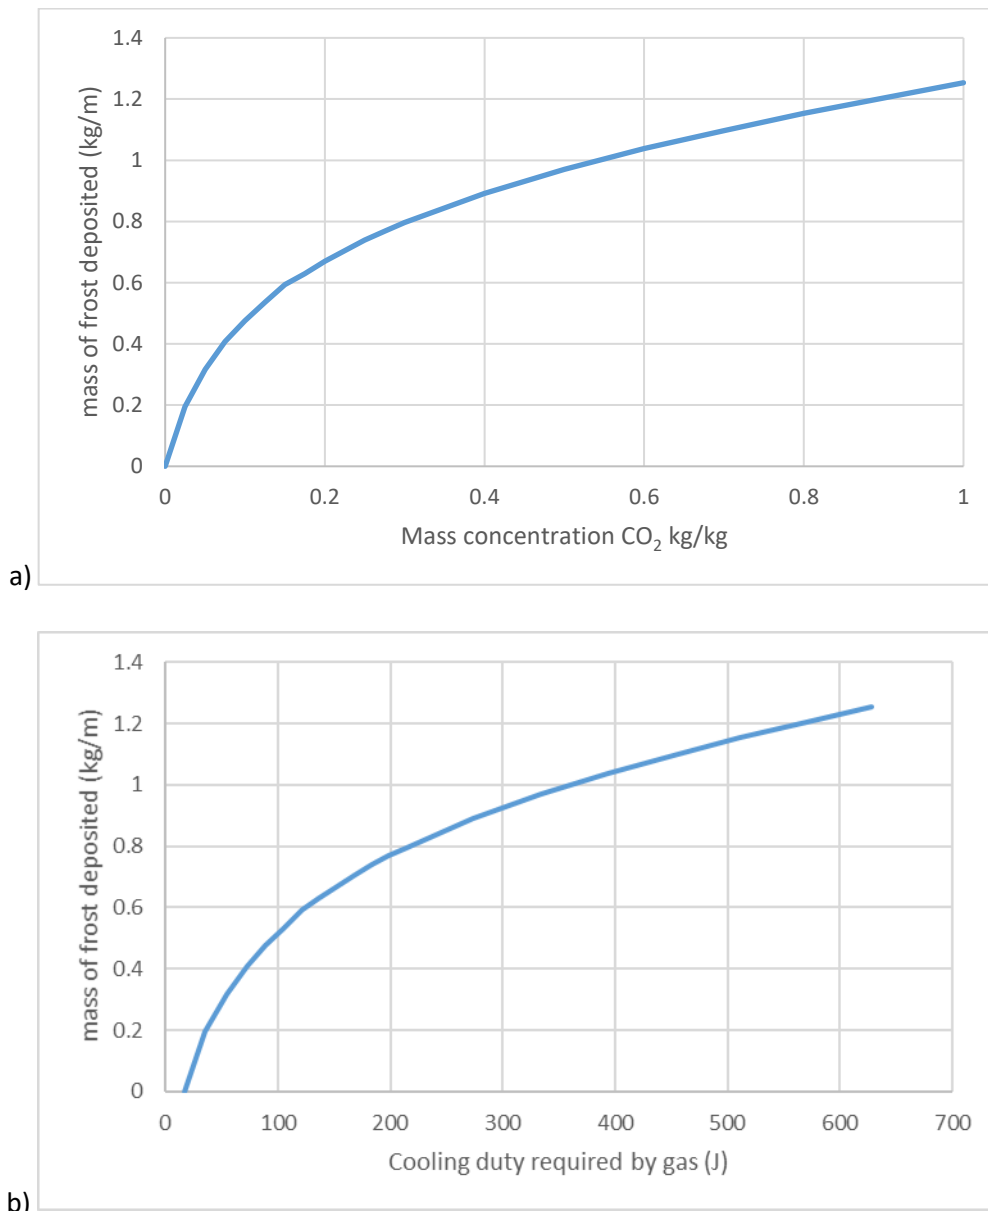 1.4
1.2
1
0.8
0.6
0.4
0.2
0
mass of frost deposited (kg/m)
0 0.2 0.4 0.6 0.8 1
Mass concentration CO₂ kg/kg
a)
1.4
1.2
1
0.8
0.6
0.4
0.2
0
mass of frost deposited (kg/m)
0 100 200 300 400 500 600 700
Cooling duty required by gas (J)
b)